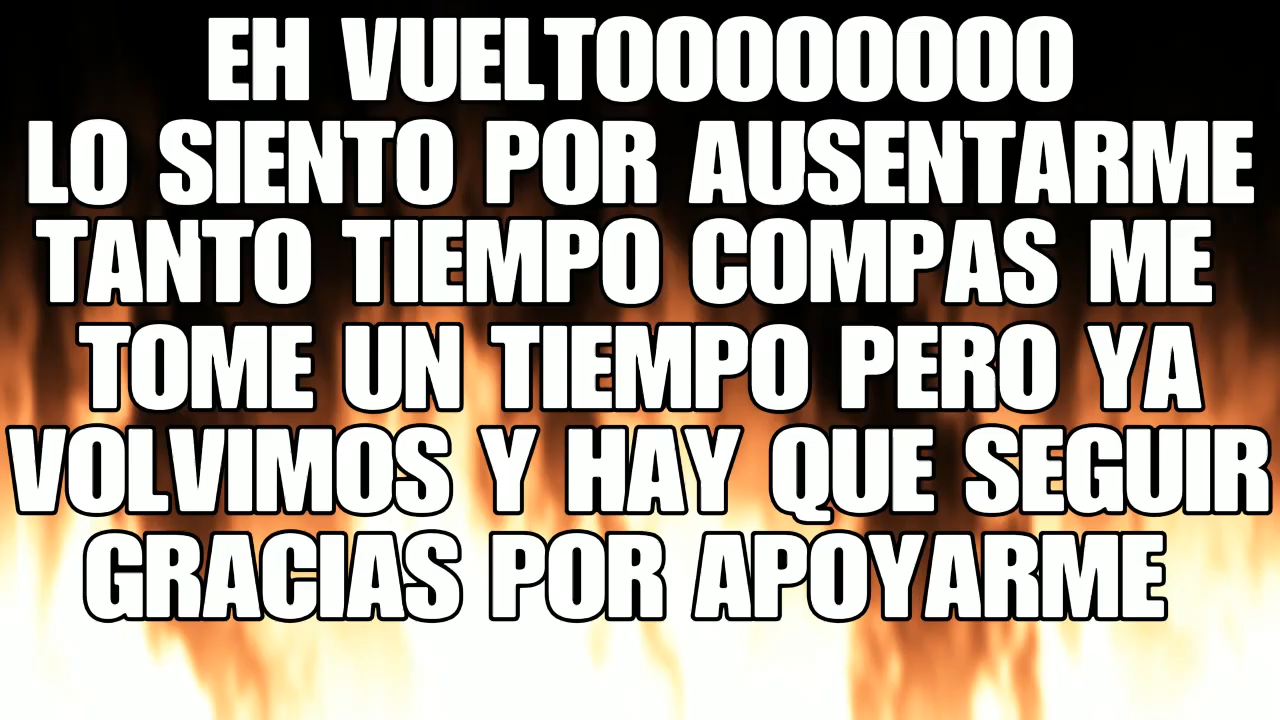 EH VUELTOOOOOOOO
LO SIENTO POR AUSENTARME
TANTO TIEMPO COMPAS ME
TOME UN TIEMPO PERO YA
VOLVIMOS Y HAY QUE SEGUIR
GRACIAS POR APOYARME